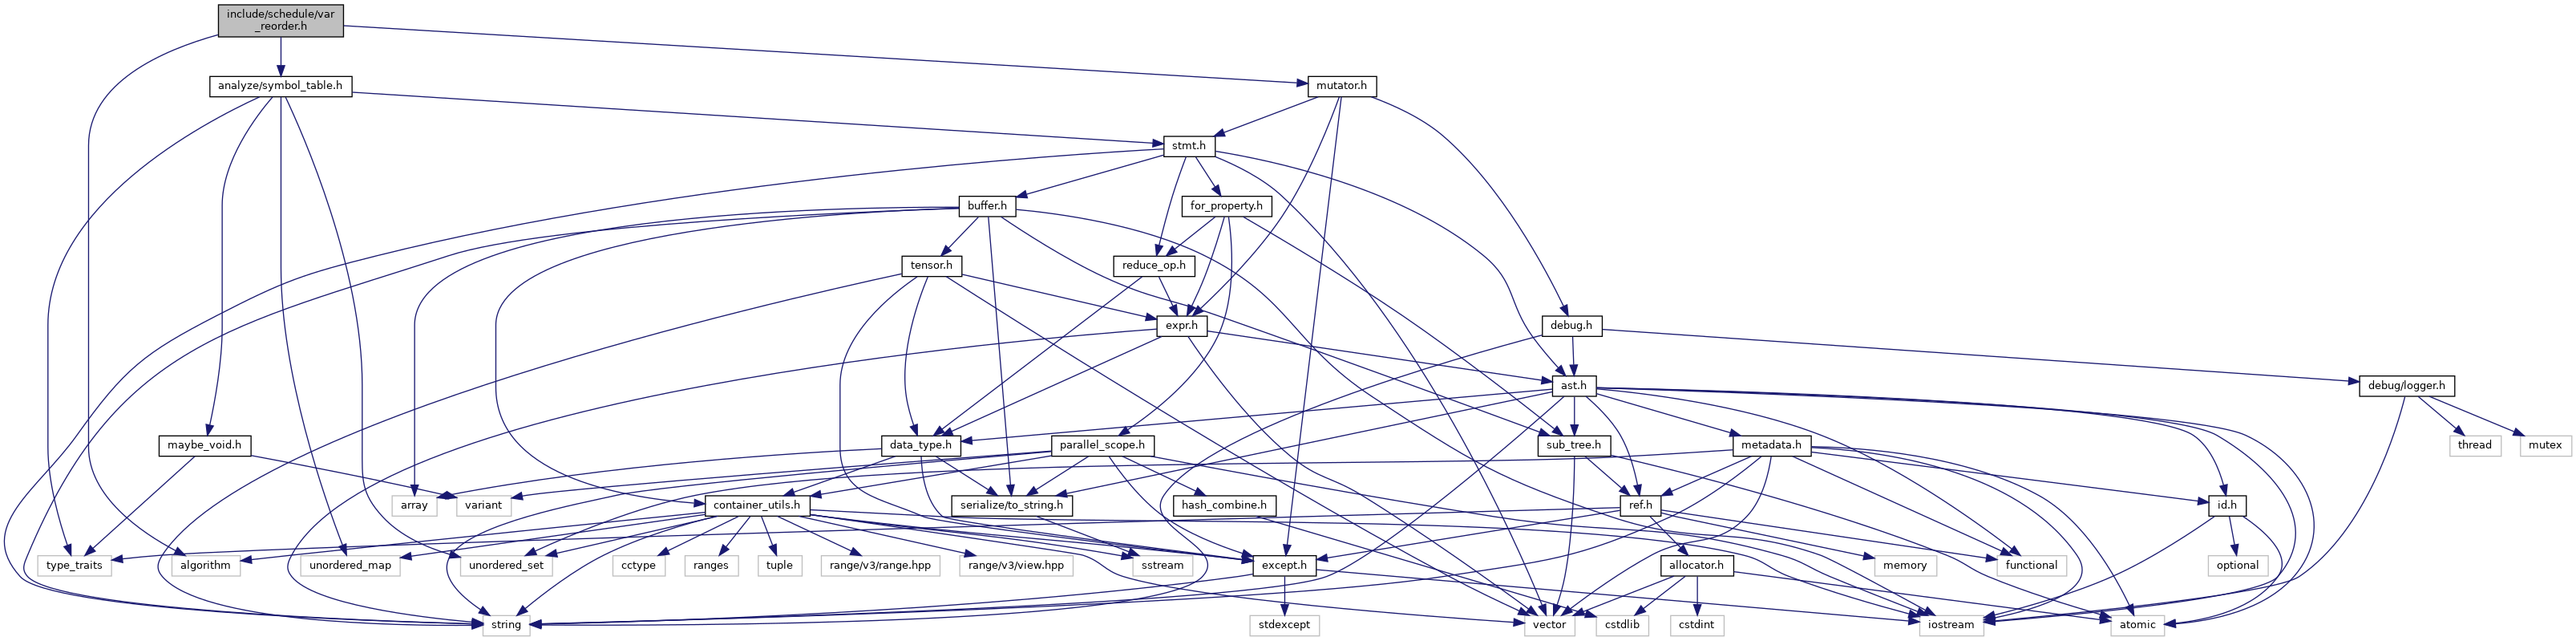 include/schedule/var
_reorder.h
analyze/symbol_table.h
mutator.h
stmt.h
buffer.h
for_property.h
tensor.h
reduce_op.h
expr.h
debug.h
ast.h
debug/logger.h
maybe_void.h
data_type.h
parallel_scope.h
sub_tree.h
metadata.h
thread
mutex
array
variant
container_utils.h
serialize/to_string.h
hash_combine.h
ref.h
id.h
type_traits
algorithm
unordered_map
unordered_set
cctype
ranges
tuple
range/v3/range.hpp
range/v3/view.hpp
sstream
except.h
allocator.h
memory
functional
optional
string
stdexcept
vector
cstdlib
cstdint
iostream
atomic